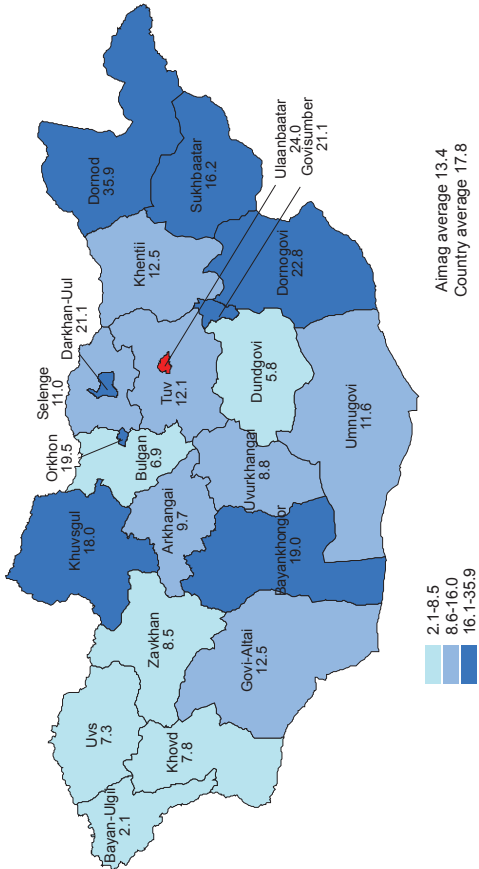 Bayan-Ulgii
2.1
Uvs
7.3
Khovd
7.8
Zavkhan
8.5
Govi-Altai
12.5
Khuvsgul
18.0
Arkhangai
9.7
Bayankhongor
19.0
Orkhon
19.5
Bulgan
6.9
Uvurkhangai
8.8
Selenge
11.0
Darkhan-Uul
21.1
Tuv
12.1
Dundgovi
5.8
Umnugovi
11.6
Khentii
12.5
Dornod
35.9
Sukhbaatar
16.2
Dornogovi
22.8
Ulaanbaatar
24.0
Govisumber
21.1
2.1-8.5
8.6-16.0
16.1-35.9
Aimag average 13.4
Country average 17.8